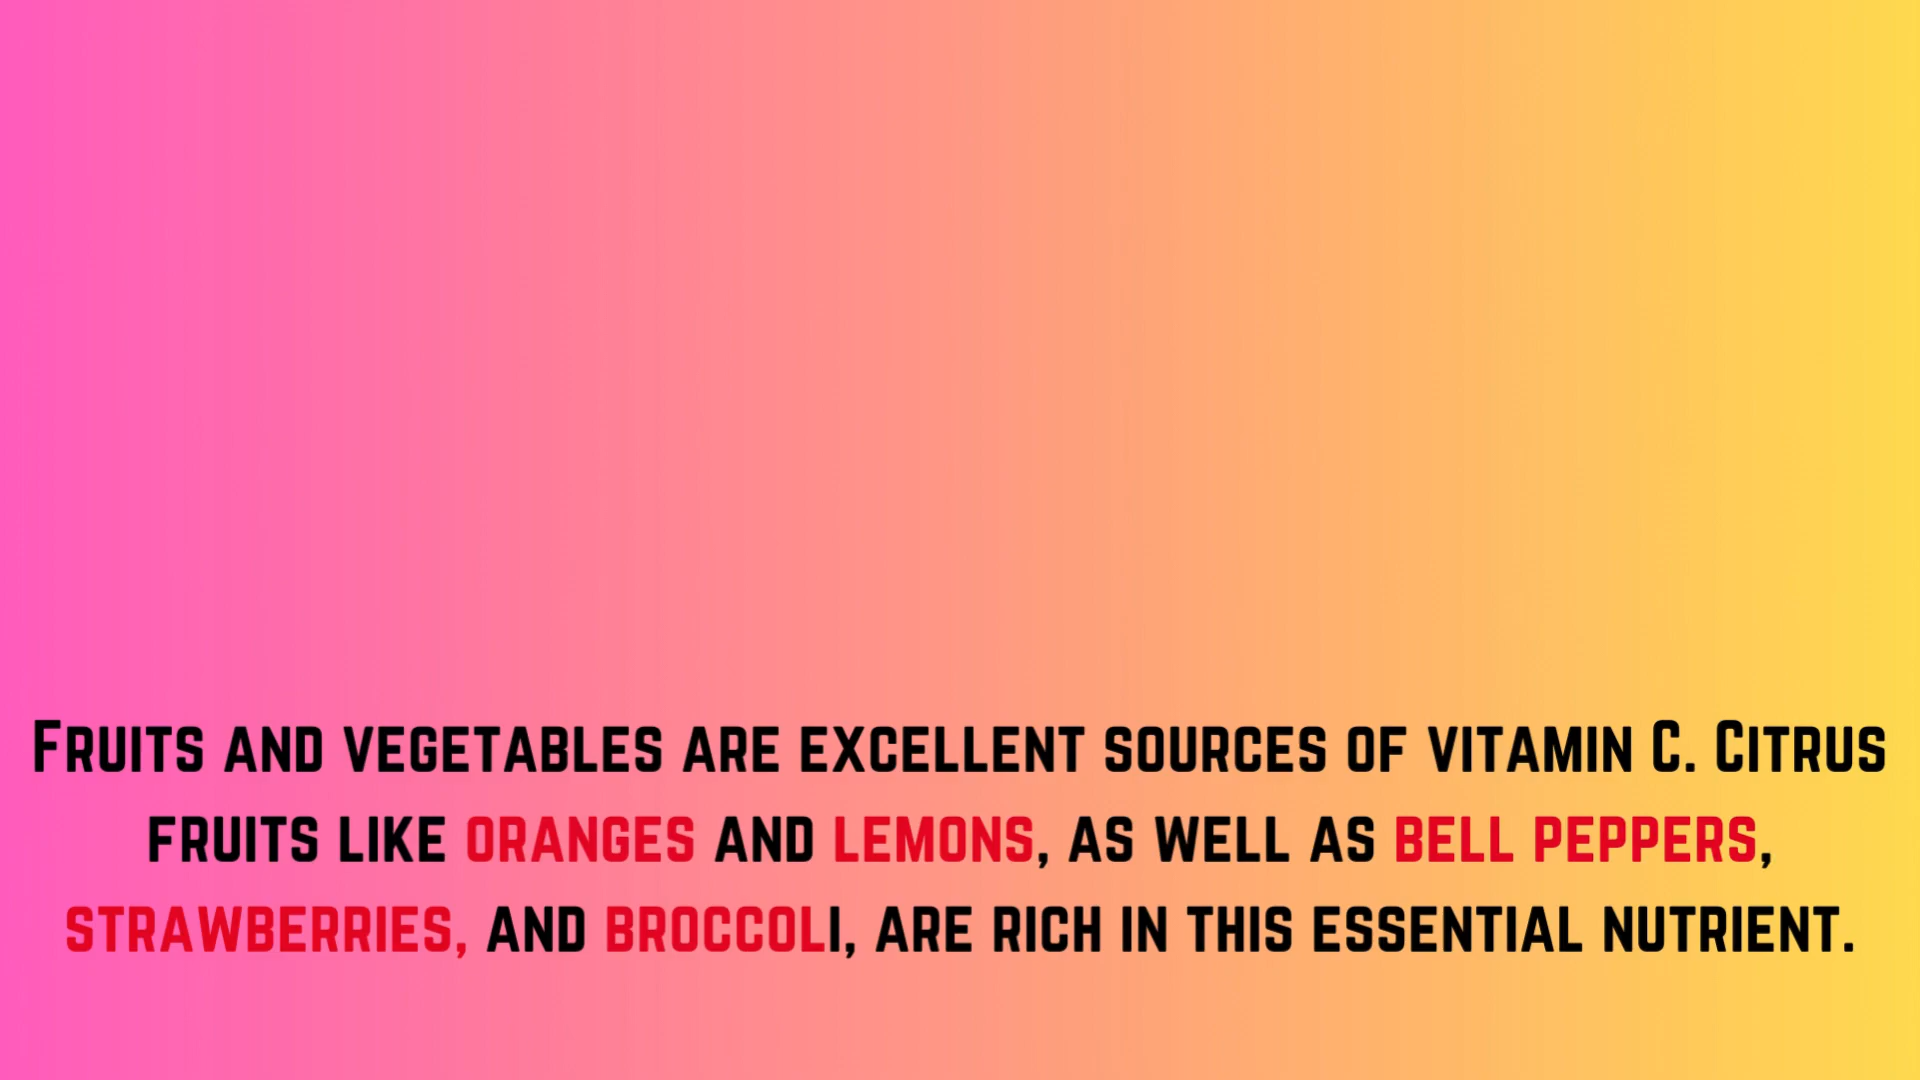 Fruits and vegetables are excellent sources of vitamin C. Citrus
fruits like oranges and lemons, as well as bell peppers,
strawberries, and broccoli, are rich in this essential nutrient.